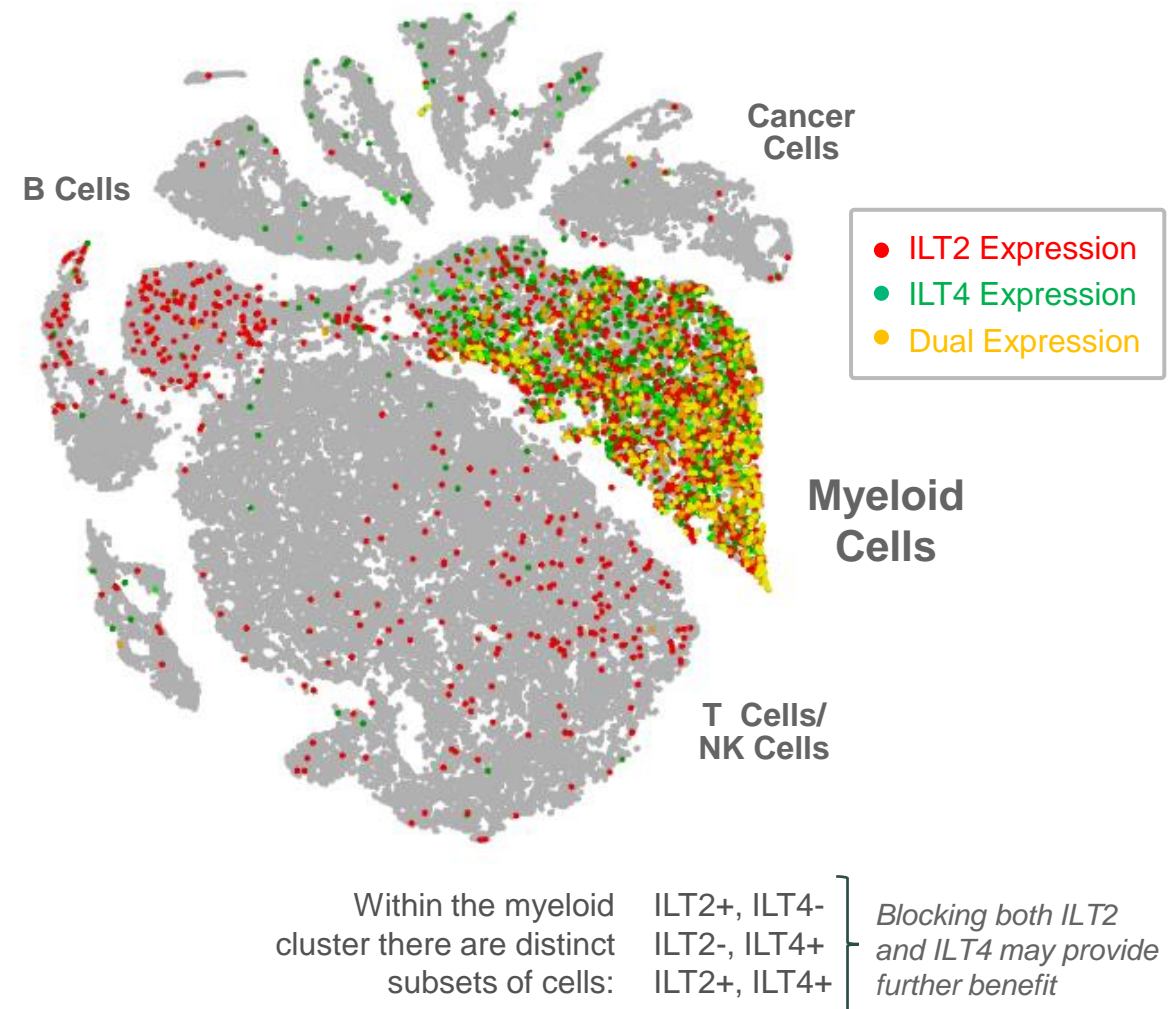 Cancer
Cells
B Cells
ILT2 Expression
ILT4 Expression
Dual Expression
Myeloid
Cells
T Cells/
NK Cells
Within the myeloid
cluster there are distinct
subsets of cells:
ILT2+, ILT4-
ILT2-, ILT4+
ILT2+, ILT4+
Blocking both ILT2
and ILT4 may provide
further benefit